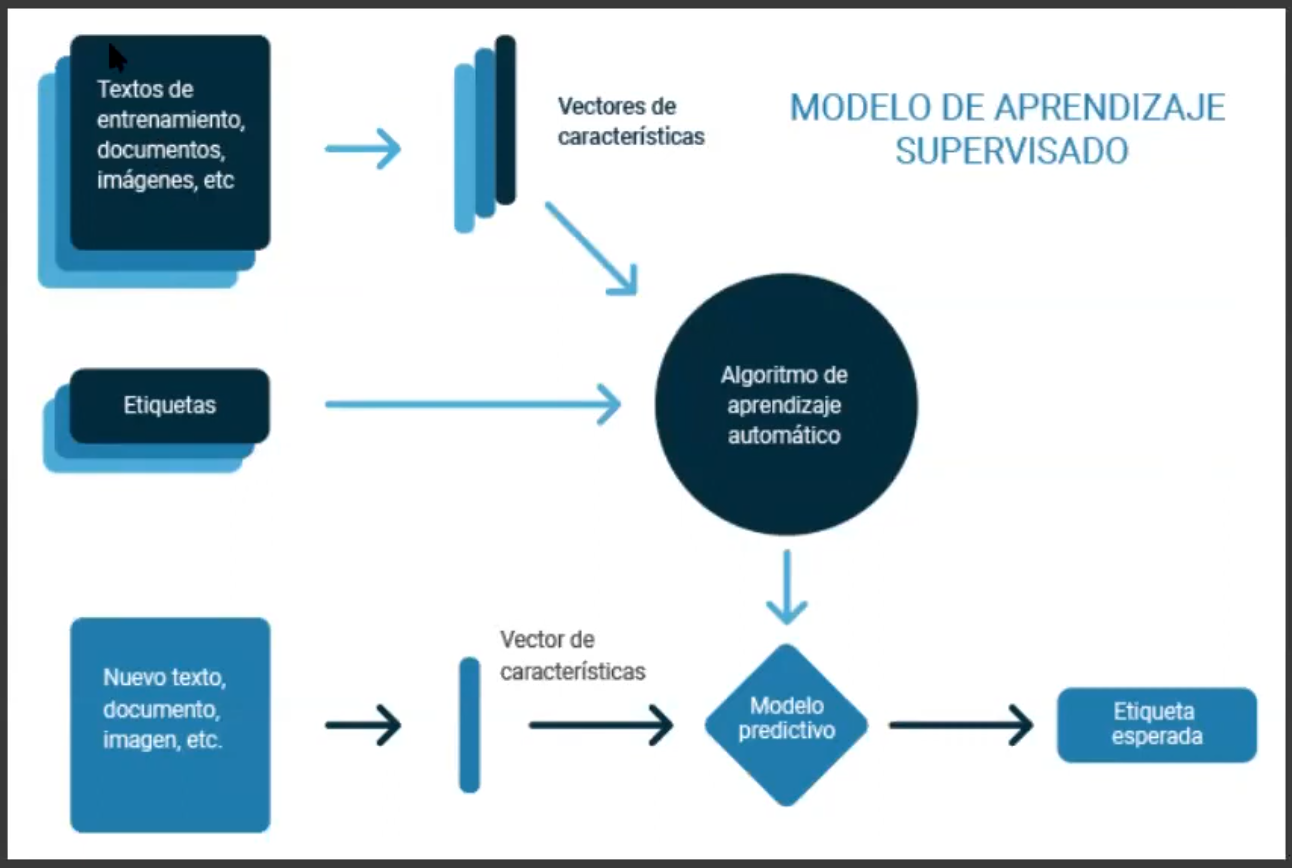 Textos de
entrenamiento,
documentos,
imágenes, etc
Vectores de
características
MODELO DE APRENDIZAJE
SUPERVISADO
Etiquetas
Algoritmo de
aprendizaje
automático
Nuevo texto,
documento,
imagen, etc.
Vector de
características
Modelo
predictivo
Etiqueta
esperada